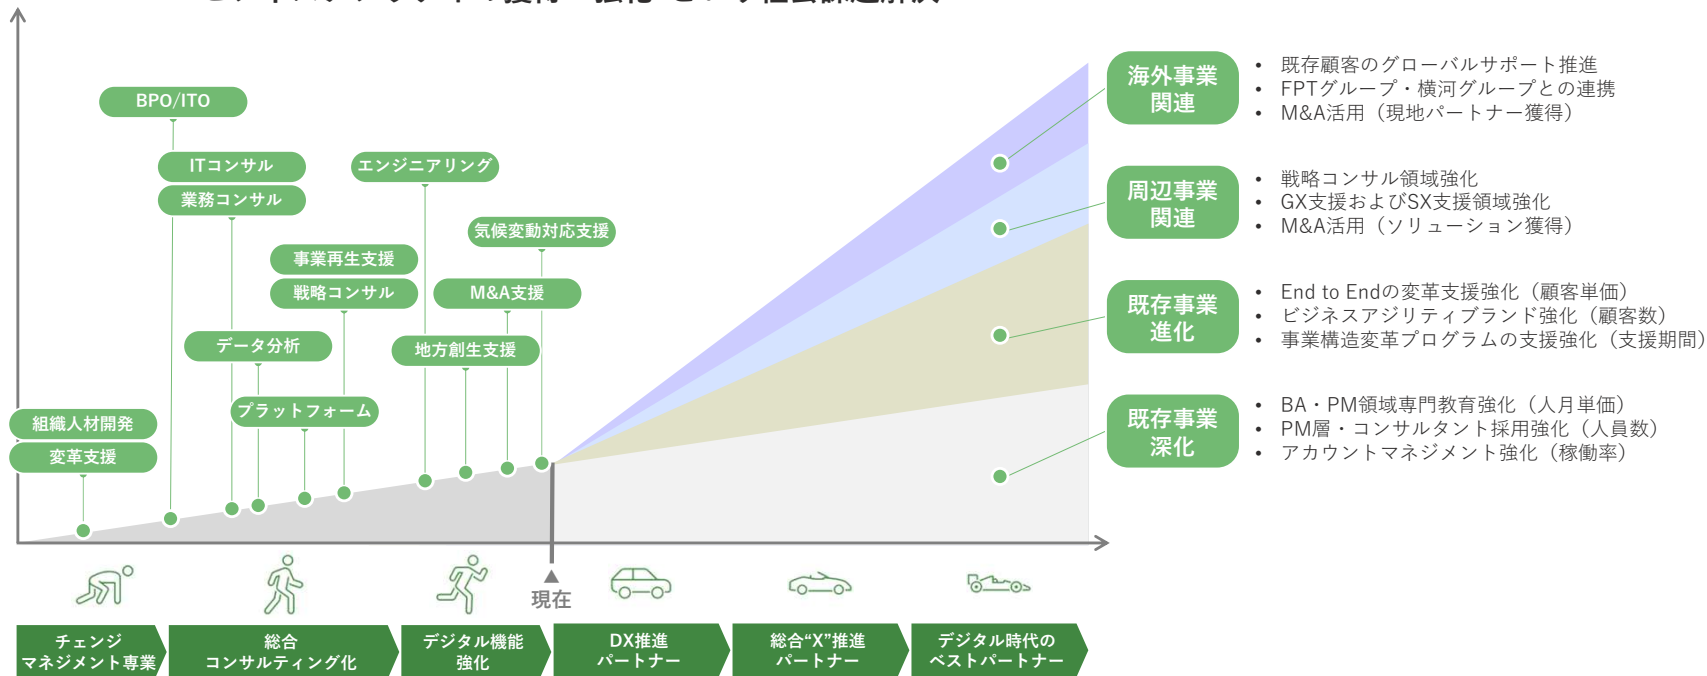 BPO/ITO
ITコンサル
業務コンサル
エンジニアリング
気候変動対応支援
事業再生支援
戦略コンサル
M&A支援
データ分析
地方創生支援
プラットフォーム
組織人材開発
変革支援
海外事業
関連
• 既存顧客のグローバルサポート推進
• FPTグループ・横河グループとの連携
• M&A活用（現地パートナー獲得）
周辺事業
関連
• 戦略コンサル領域強化
• GX支援およびSX支援領域強化
• M&A活用（ソリューション獲得）
既存事業
進化
• End to Endの変革支援強化（顧客単価）
• ビジネスアジリティブランド強化（顧客数）
• 事業構造変革プログラムの支援強化（支援期間）
既存事業
深化
• BA・PM領域専門教育強化（人月単価）
• PM層・コンサルタント採用強化（人員数）
• アカウントマネジメント強化（稼働率）
▲
現在
チェンジ
マネジメント専業
総合
コンサルティング化
デジタル機能
強化
DX推進
パートナー
総合“X”推進
パートナー
デジタル時代の
ベストパートナー